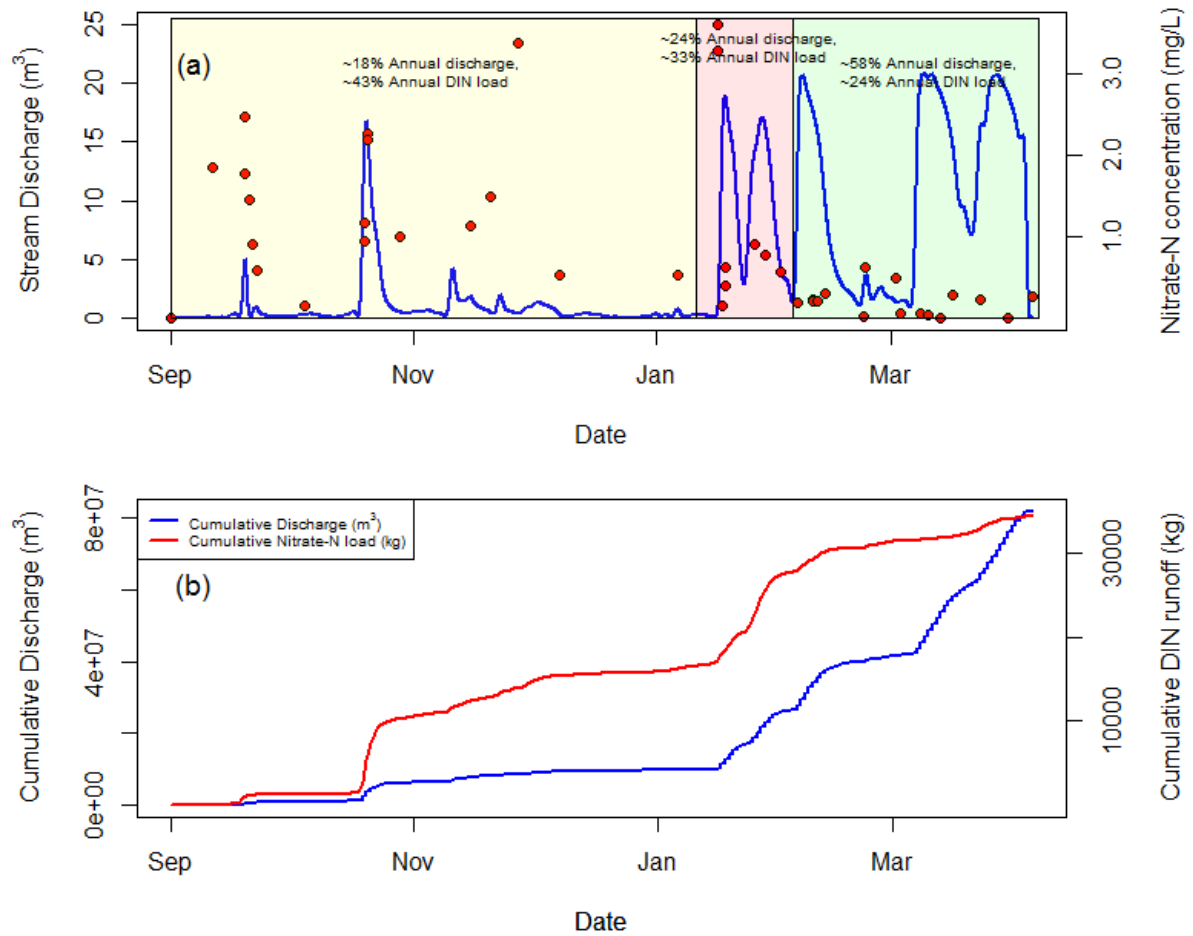 (a)
~18% Annual discharge,
~43% Annual DIN load
~24% Annual discharge,
~33% Annual DIN load
~58% Annual discharge,
~24% Annual DIN load
Stream Discharge (m³)
25
20
15
10
5
0
Nitrate-N concentration (mg/L)
3.0
2.0
1.0
Sep
Nov
Jan
Mar
Date
Cumulative Discharge (m³)
Cumulative Nitrate-N load (kg)
(b)
Cumulative Discharge (m³)
8e+07
4e+07
0e+00
Cumulative DIN runoff (kg)
30000
10000
Sep
Nov
Jan
Mar
Date